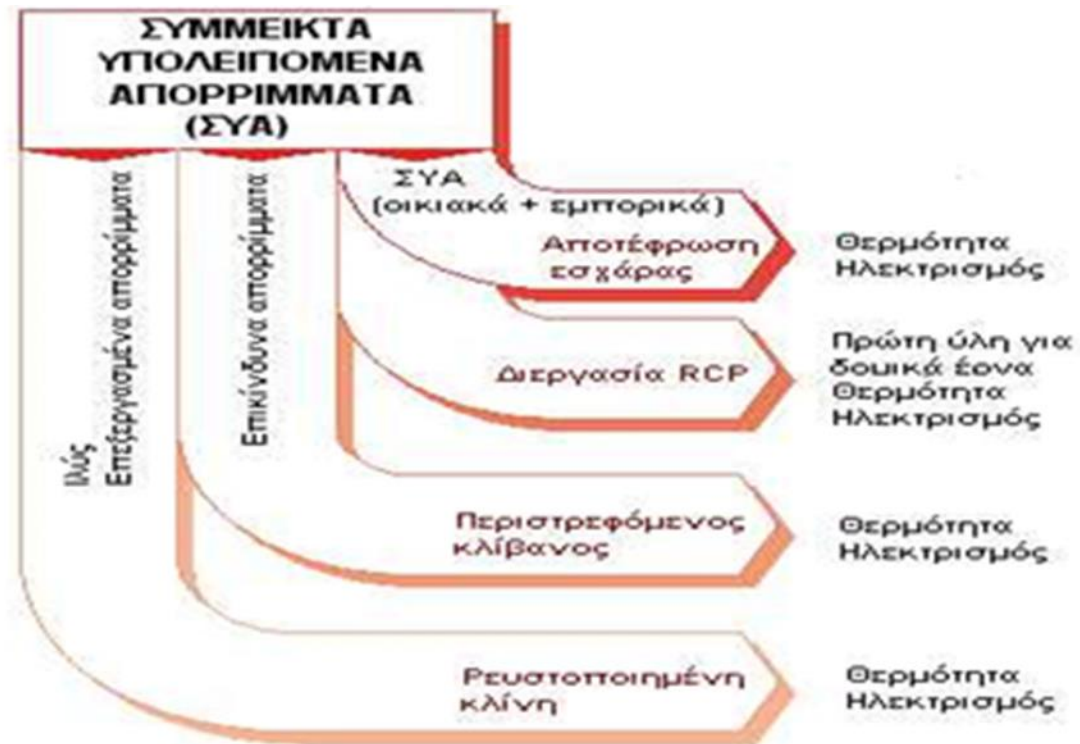 ΣΥΜΜΕΙΚΤΑ
ΥΠΟΛΕΙΠΟΜΕΝΑ
ΑΠΟΡΡΙΜΜΑΤΑ
(ΣΥΑ)
Ιλύς
Επεξεργασμένα απορρίμματα
Επικίνδυνα απορρίμματα
ΣΥΑ
(οικιακά + εμπορικά)
Αποτέφρωση
εσχάρας
Θερμότητα
Ηλεκτρισμός
Διεργασία RCP
Πρώτη ύλη για
δομικά έργα
Θερμότητα
Ηλεκτρισμός
Περιστρεφόμενος
κλίβανος
Θερμότητα
Ηλεκτρισμός
Ρευστοποιημένη
κλίνη
Θερμότητα
Ηλεκτρισμός